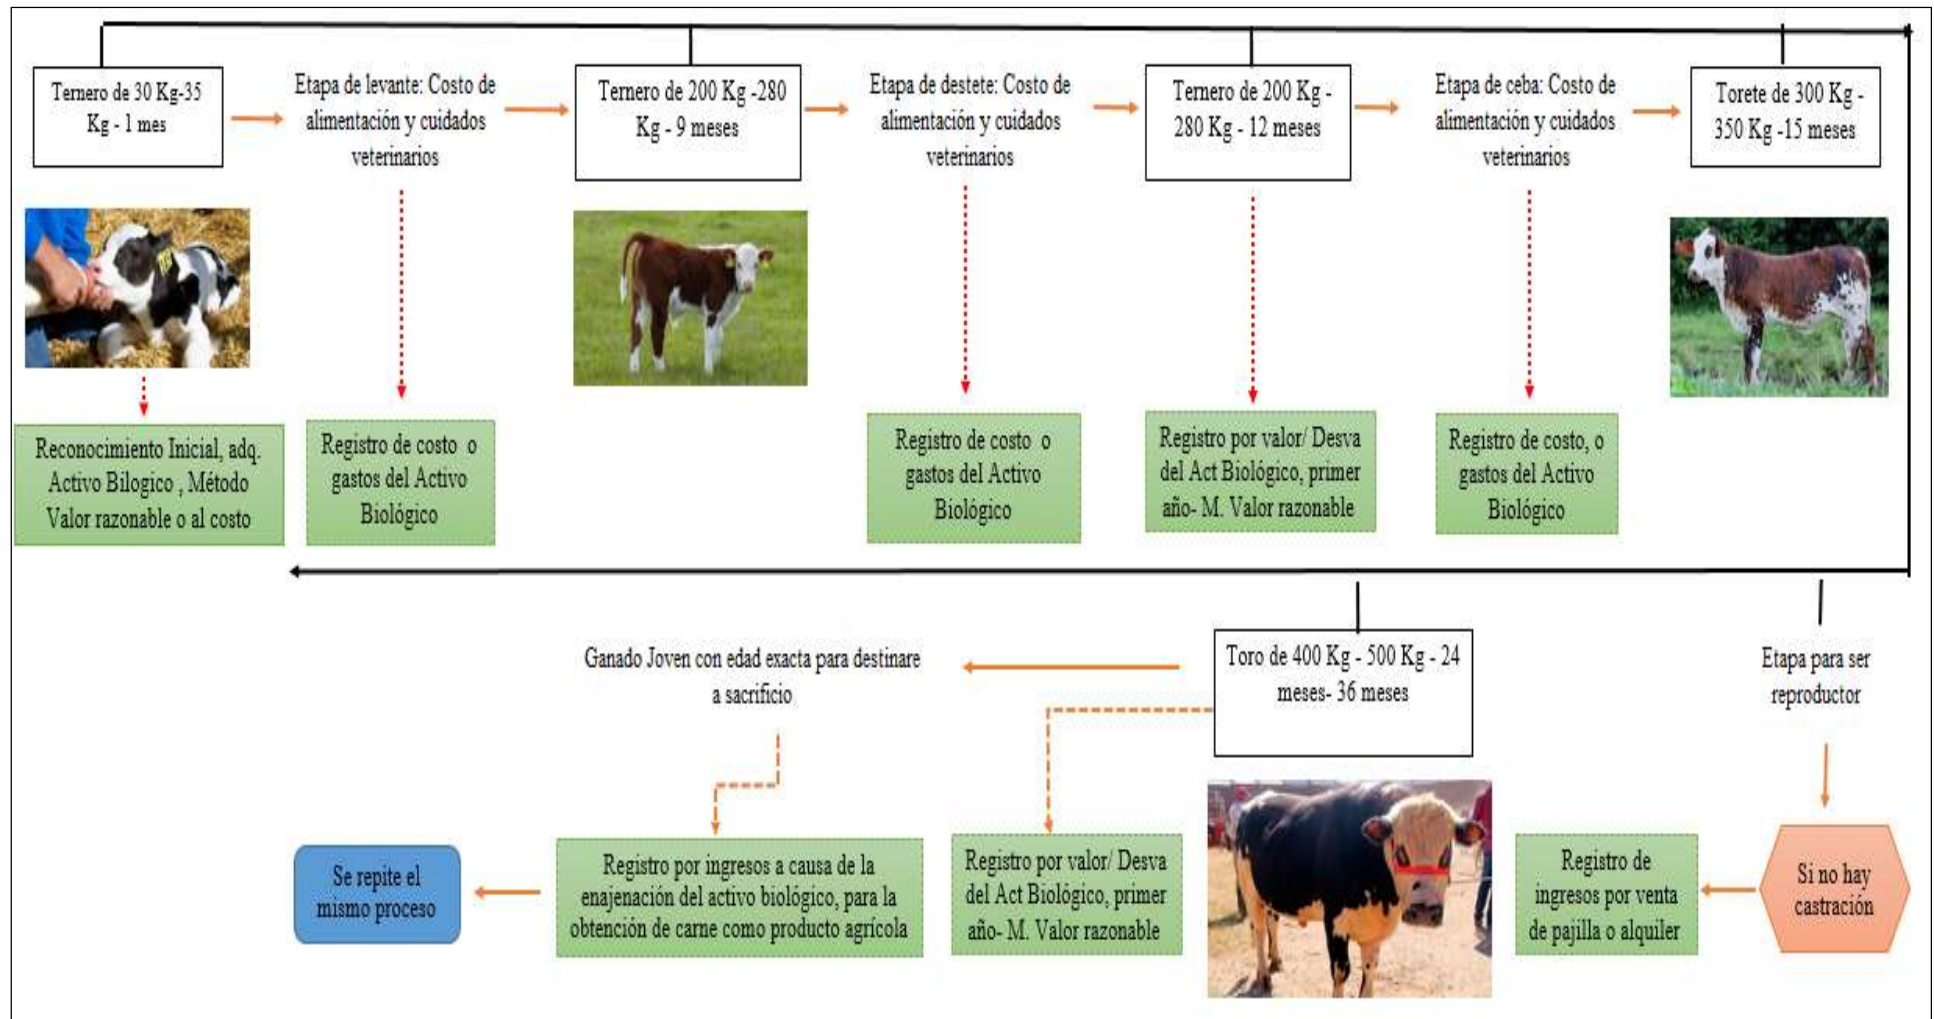 Ternero de 30 Kg-35
Kg - 1 mes
Etapa de levante: Costo de
alimentación y cuidados
veterinarios
Ternero de 200 Kg -280
Kg - 9 meses
Etapa de destete: Costo de
alimentación y cuidados
veterinarios
Ternero de 200 Kg -
280 Kg - 12 meses
Etapa de ceba: Costo de
alimentación y cuidados
veterinarios
Torete de 300 Kg -
350 Kg -15 meses
Reconocimiento Inicial, adq.
Activo Bilogico , Método
Valor razonable o al costo
Registro de costo o
gastos del Activo
Biológico
Registro de costo o
gastos del Activo
Biológico
Registro por valor/ Desva
del Act Biológico, primer
año- M. Valor razonable
Registro de costo, o
gastos del Activo
Biológico
Ganado Joven con edad exacta para destinare
a sacrificio
Toro de 400 Kg - 500 Kg - 24
meses- 36 meses
Etapa para ser
reproductor
Se repite el
mismo proceso
Registro por ingresos a causa de la
enajenación del activo biológico, para la
obtención de carne como producto agrícola
Registro por valor/ Desva
del Act Biológico, primer
año- M. Valor razonable
Registro de
ingresos por venta
de pajilla o alquiler
Si no hay
castración